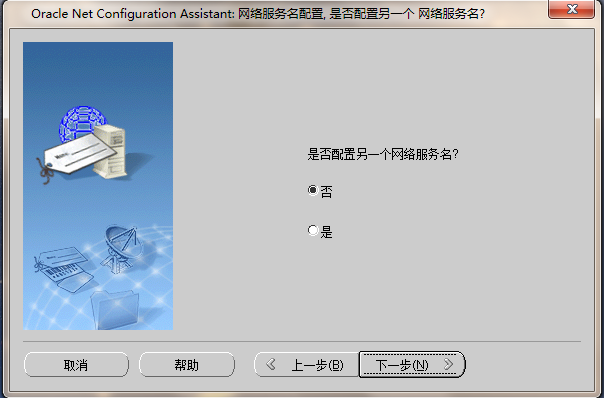 Oracle Net Configuration Assistant: 网络服务名配置, 是否配置另一个 网络服务名?
是否配置另一个网络服务名?
否
是
取消
帮助
上一步(B)
下一步(N)